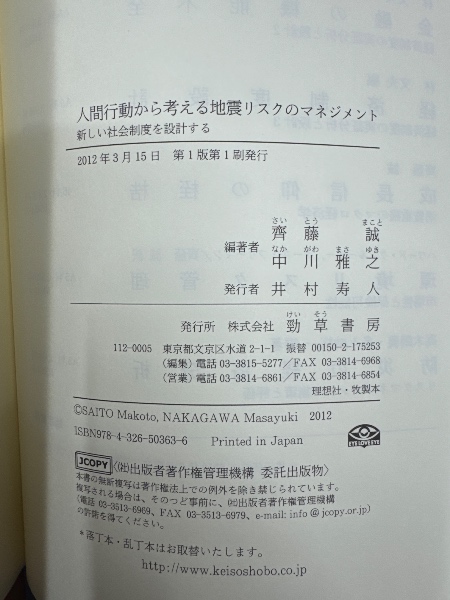 人間行動から考える地震リスクのマネジメント
新しい社会制度を設計する
2012年3月15日　第1版第1刷発行
さい とう まこと
編著者 齊藤 誠
なか がわ まさ ゆき
中川雅之
発行者 井村寿人
けい そう
発行所 株式会社 勁草書房
112-0005 東京都文京区水道2-1-1 振替 00150-2-175253
(編集)電話 03-3815-5277/FAX 03-3814-6968
(営業)電話 03-3814-6861/FAX 03-3814-6854
理想社・牧製本
©SAITO Makoto, NAKAGAWA Masayuki 2012
ISBN978-4-326-50363-6 Printed in Japan
EYE LOVE EYE
JCOPY〈㈳出版者著作権管理機構 委託出版物〉
本書の無断複写は著作権法上での例外を除き禁じられています。
複写される場合は、そのつど事前に、㈳出版者著作権管理機構
(電話 03-3513-6969、FAX 03-3513-6979、e-mail: info@jcopy.or.jp)
の許諾を得てください。
*落丁本・乱丁本はお取替いたします。
http://www.keisoshobo.co.jp